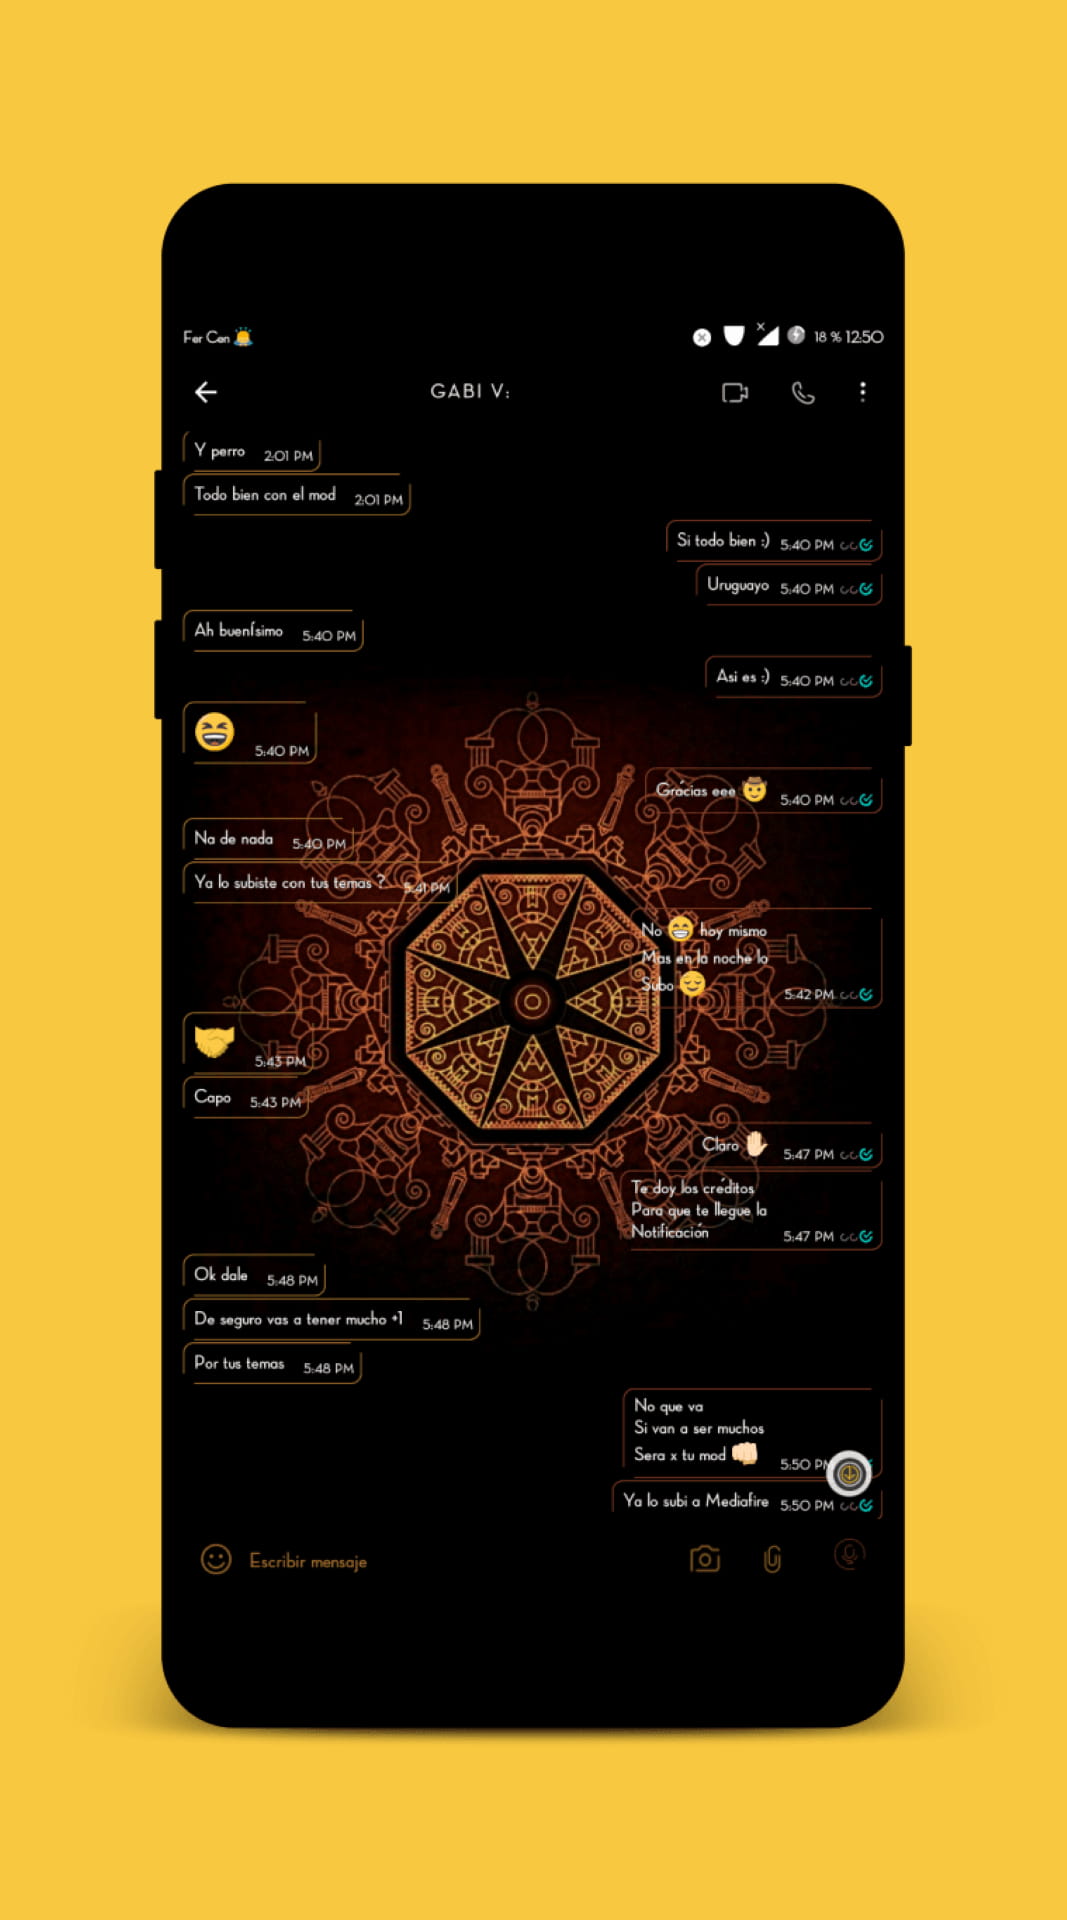 Fer Can 18 % 12:50
GABI V:
Y perro 2:01 PM
Todo bien con el mod 2:01 PM
Si todo bien :) 5:40 PM
Uruguayo 5:40 PM
Ah buenísimo 5:40 PM
Asi es :) 5:40 PM
😆 5:40 PM
Grácias eee 🤠 5:40 PM
Na de nada 5:40 PM
Ya lo subiste con tus temas ? 5:41 PM
No 😁 hoy mismo
Mas en la noche lo
Subo 😌 5:42 PM
🤝 5:43 PM
Capo 5:43 PM
Claro ✋🏻 5:47 PM
Te doy los créditos
Para que te llegue la
Notificación 5:47 PM
Ok dale 5:48 PM
De seguro vas a tener mucho +1 5:48 PM
Por tus temas 5:48 PM
No que va
Si van a ser muchos
Sera x tu mod 👊🏻 5:50 PM
Ya lo subi a Mediafire 5:50 PM
Escribir mensaje